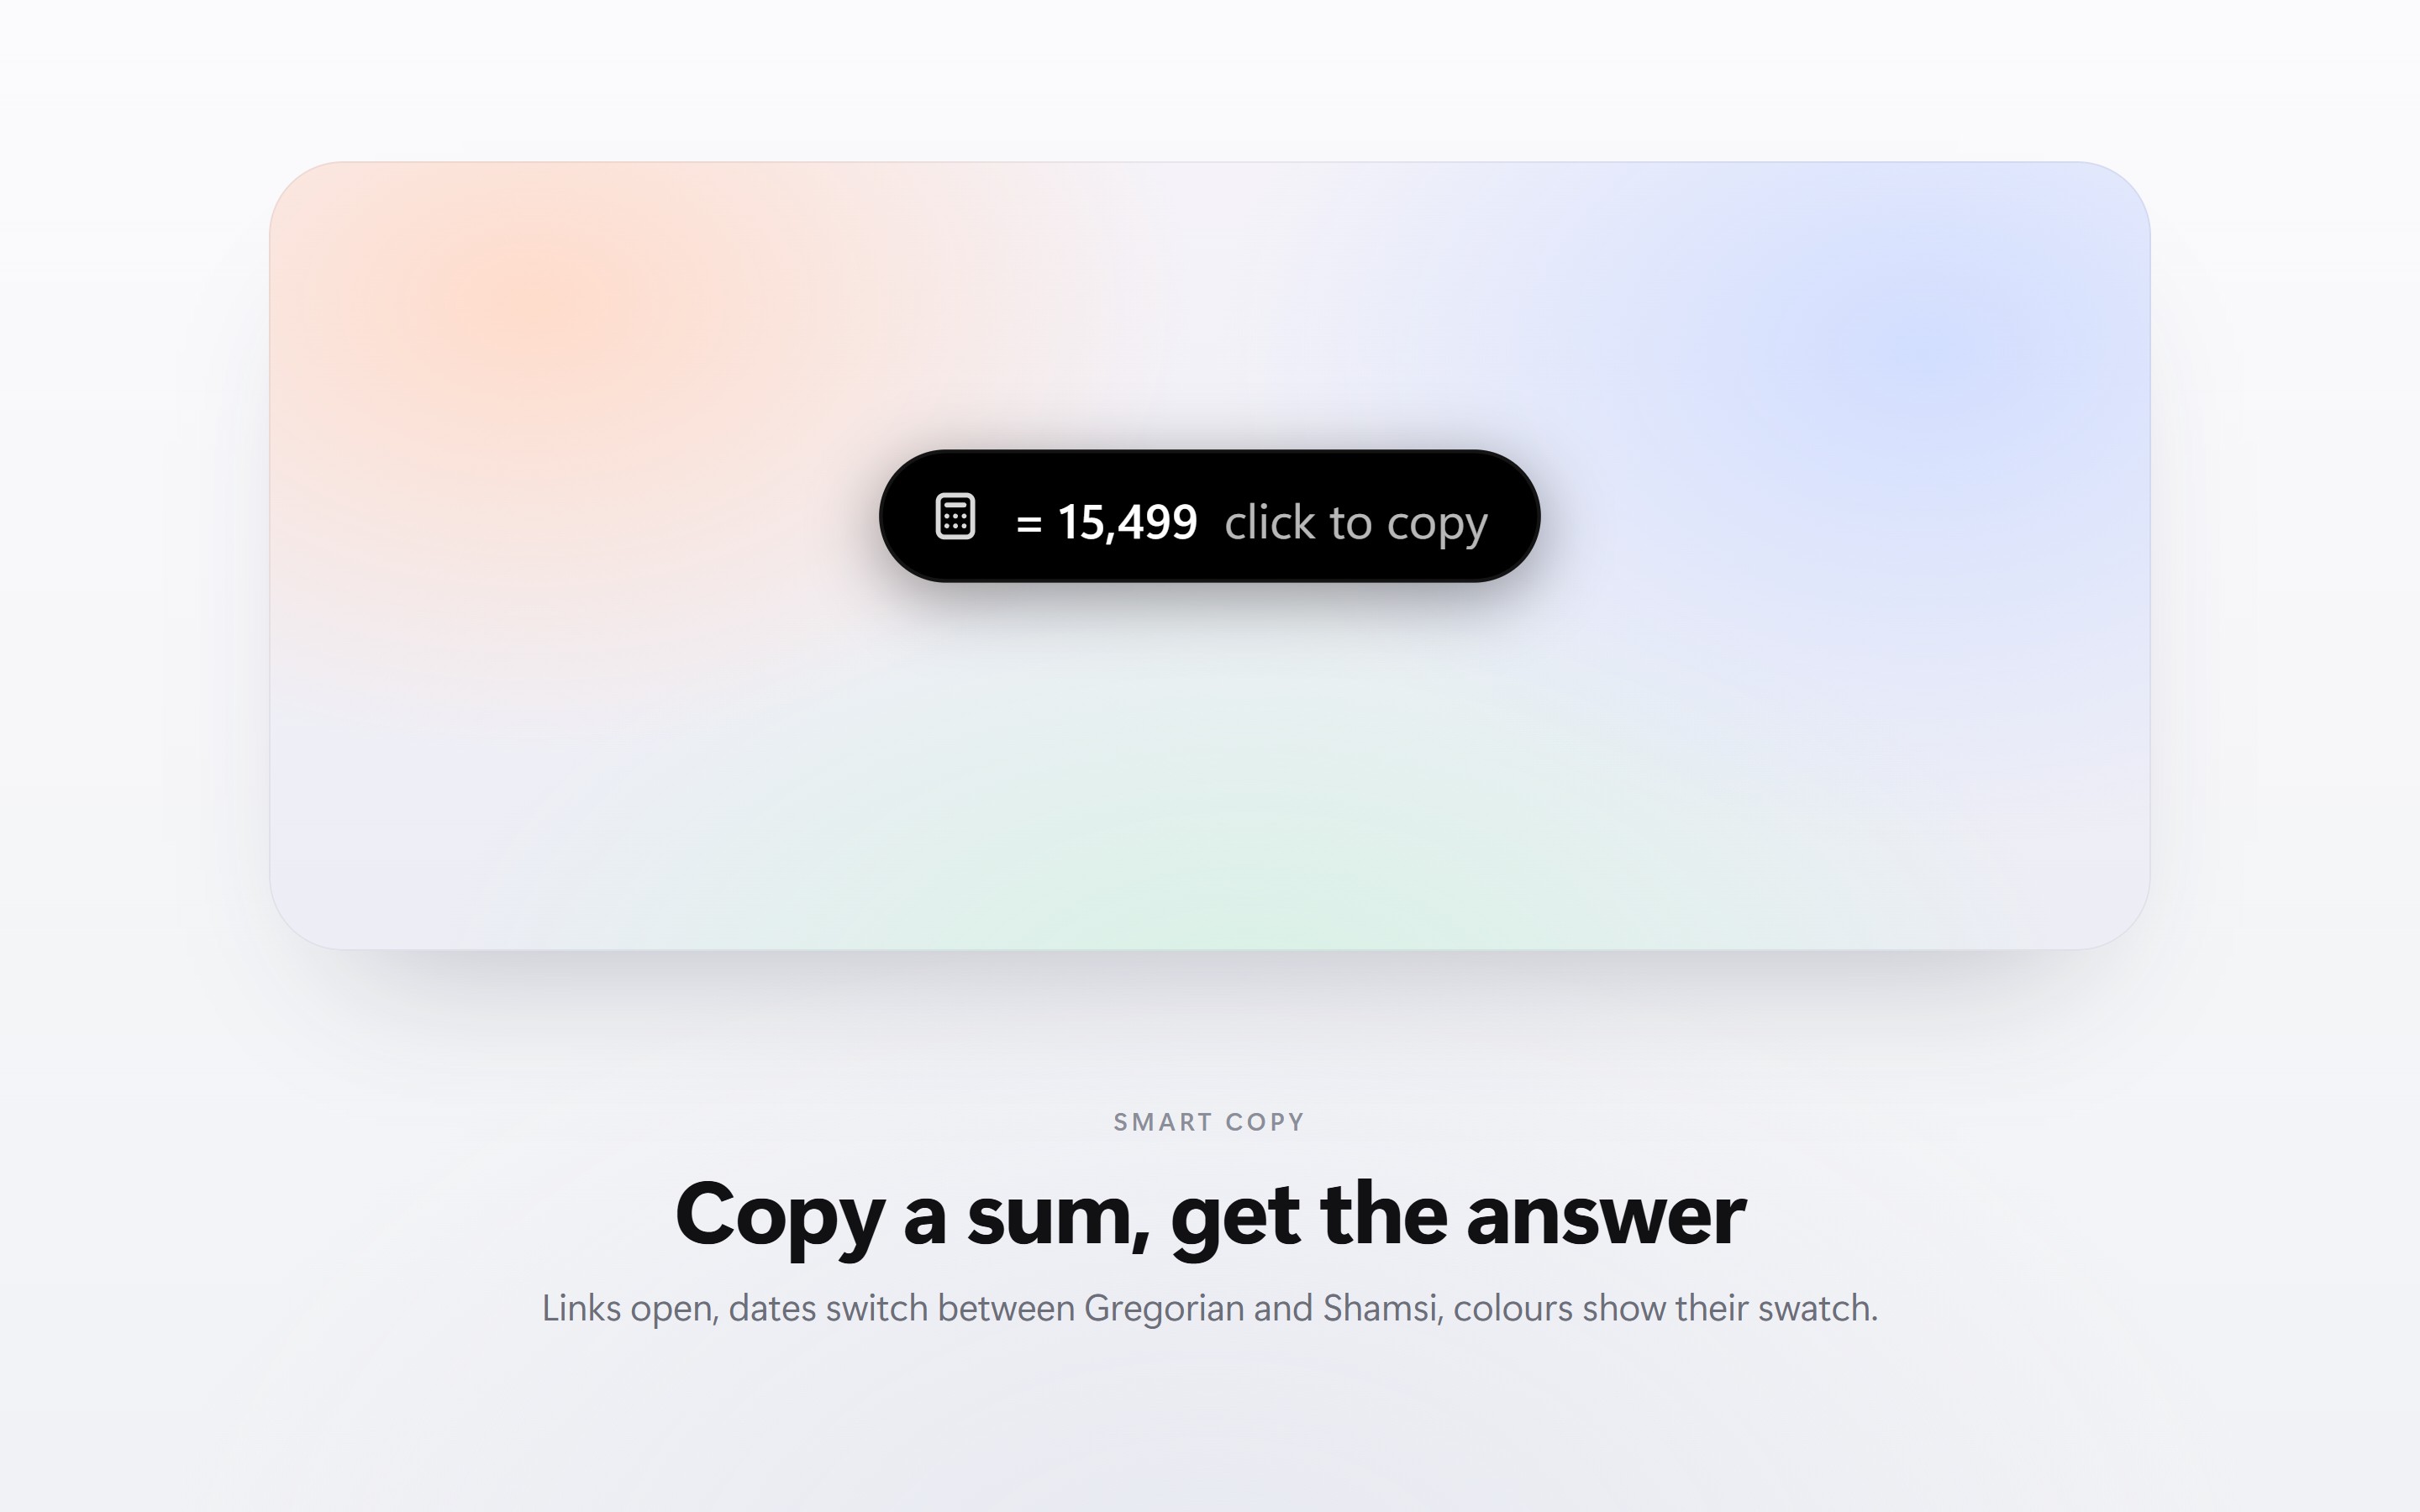 = 15,499 click to copy
SMART COPY
Copy a sum, get the answer
Links open, dates switch between Gregorian and Shamsi, colours show their swatch.